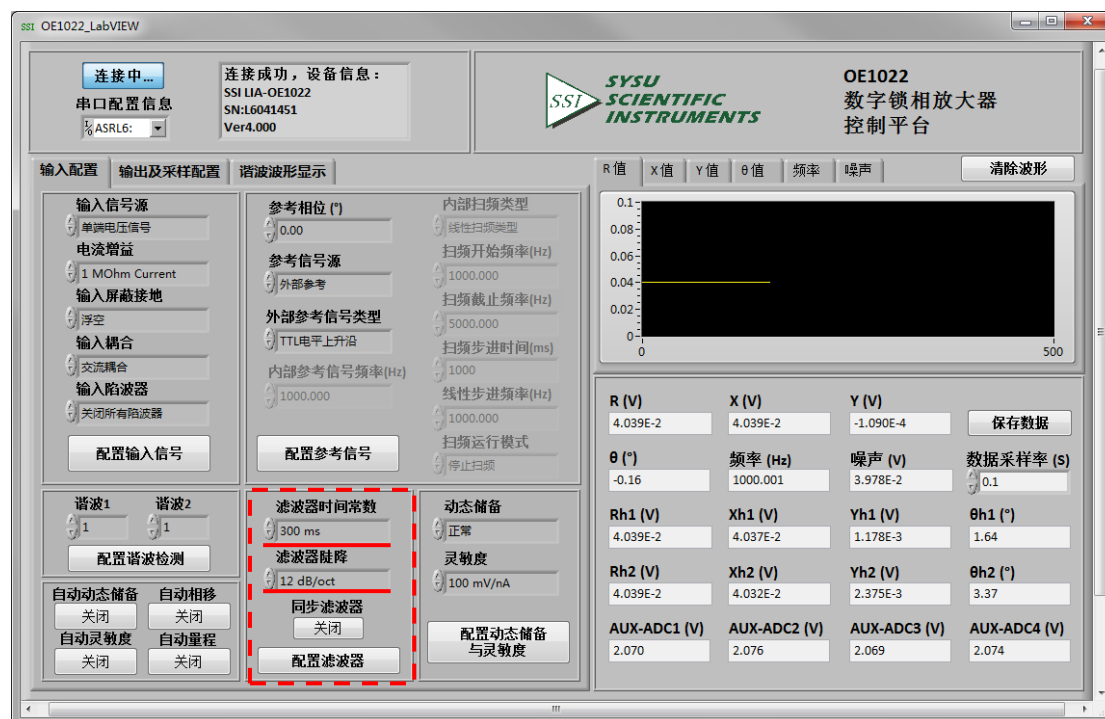 SSI OE1022_LabVIEW
连接中...
串口配置信息
ASRL6:
连接成功，设备信息：
SSI LIA-OE1022
SN:L6041451
Ver4.000
SSI
SYSU
SCIENTIFIC
INSTRUMENTS
OE1022
数字锁相放大器
控制平台
输入配置 输出及采样配置 谐波波形显示
输入信号源
单端电压信号
电流增益
1 MOhm Current
输入屏蔽接地
浮空
输入耦合
交流耦合
输入陷波器
关闭所有陷波器
配置输入信号
参考相位 (°)
0.00
参考信号源
外部参考
外部参考信号类型
TTL电平上升沿
内部参考信号频率(Hz)
1000.000
配置参考信号
内部扫频类型
线性扫频类型
扫频开始频率(Hz)
1000.000
扫频截止频率(Hz)
5000.000
扫频步进时间(ms)
1000
线性步进频率(Hz)
1000.000
扫频运行模式
停止扫频
谐波1 谐波2
1 1
配置谐波检测
自动动态储备 自动相移
关闭 关闭
自动灵敏度 自动量程
关闭 关闭
滤波器时间常数
300 ms
滤波器陡降
12 dB/oct
同步滤波器
关闭
配置滤波器
动态储备
正常
灵敏度
100 mV/nA
配置动态储备
与灵敏度
R值 X值 Y值 θ值 频率 噪声
清除波形
0.1
0.08
0.06
0.04
0.02
0
0 500
R (V) X (V) Y (V)
4.039E-2 4.039E-2 -1.090E-4 保存数据
θ (°) 频率 (Hz) 噪声 (V) 数据采样率 (S)
-0.16 1000.001 3.978E-2 0.1
Rh1 (V) Xh1 (V) Yh1 (V) θh1 (°)
4.039E-2 4.037E-2 1.178E-3 1.64
Rh2 (V) Xh2 (V) Yh2 (V) θh2 (°)
4.039E-2 4.032E-2 2.375E-3 3.37
AUX-ADC1 (V) AUX-ADC2 (V) AUX-ADC3 (V) AUX-ADC4 (V)
2.070 2.076 2.069 2.074